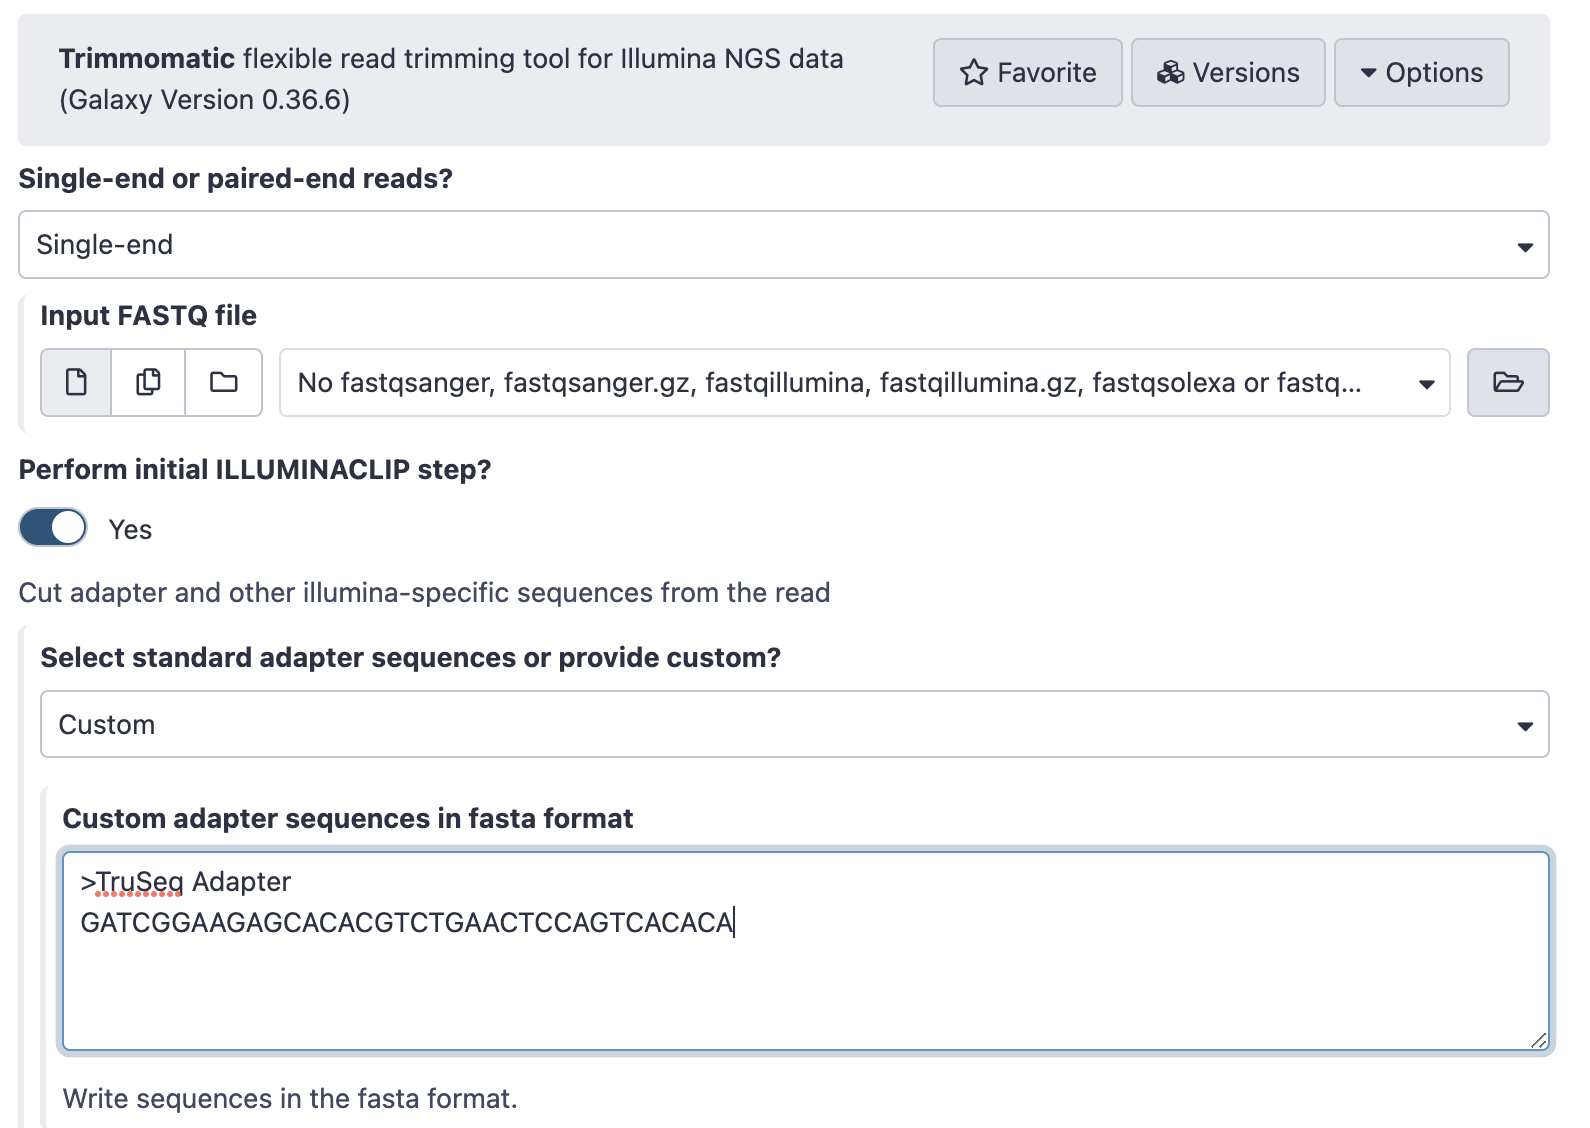 Trimmomatic flexible read trimming tool for Illumina NGS data
(Galaxy Version 0.36.6)
Favorite
Versions
Options
Single-end or paired-end reads?
Single-end
Input FASTQ file
No fastqsanger, fastqsanger.gz, fastqillumina, fastqillumina.gz, fastqsolexa or fastq...
Perform initial ILLUMINACLIP step?
Yes
Cut adapter and other illumina-specific sequences from the read
Select standard adapter sequences or provide custom?
Custom
Custom adapter sequences in fasta format
>TruSeq Adapter
GATCGGAAGAGCACACGTCTGAACTCCAGTCACACA
Write sequences in the fasta format.